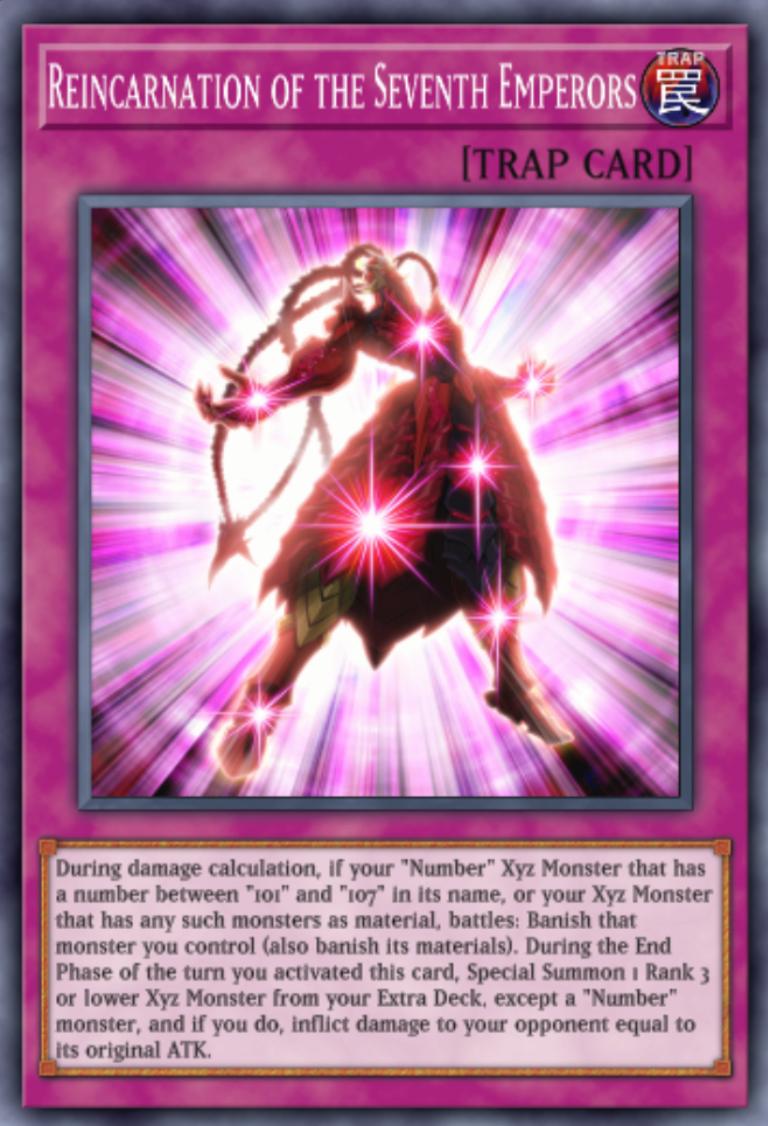 REINCARNATION OF THE SEVENTH EMPERORS
TRAP
罠
[TRAP CARD]
During damage calculation, if your "Number" Xyz Monster that has
a number between "101" and "107" in its name, or your Xyz Monster
that has any such monsters as material, battles: Banish that
monster you control (also banish its materials). During the End
Phase of the turn you activated this card, Special Summon 1 Rank 3
or lower Xyz Monster from your Extra Deck, except a "Number"
monster, and if you do, inflict damage to your opponent equal to
its original ATK.